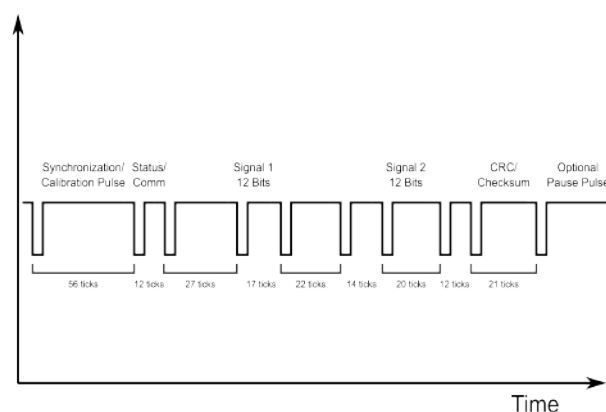 Synchronization/
Calibration Pulse
Status/
Comm
Signal 1
12 Bits
Signal 2
12 Bits
CRC/
Checksum
Optional
Pause Pulse
56 ticks
12 ticks
27 ticks
17 ticks
22 ticks
14 ticks
20 ticks
12 ticks
21 ticks
Time